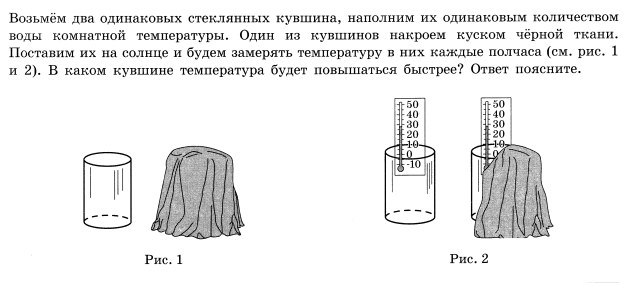 Возьмём два одинаковых стеклянных кувшина, наполним их одинаковым количеством
воды комнатной температуры. Один из кувшинов накроем куском чёрной ткани.
Поставим их на солнце и будем замерять температуру в них каждые полчаса (см. рис. 1
и 2). В каком кувшине температура будет повышаться быстрее? Ответ поясните.
50 50
40 40
30 30
20 20
10 10
0 0
-10
Рис. 1 Рис. 2